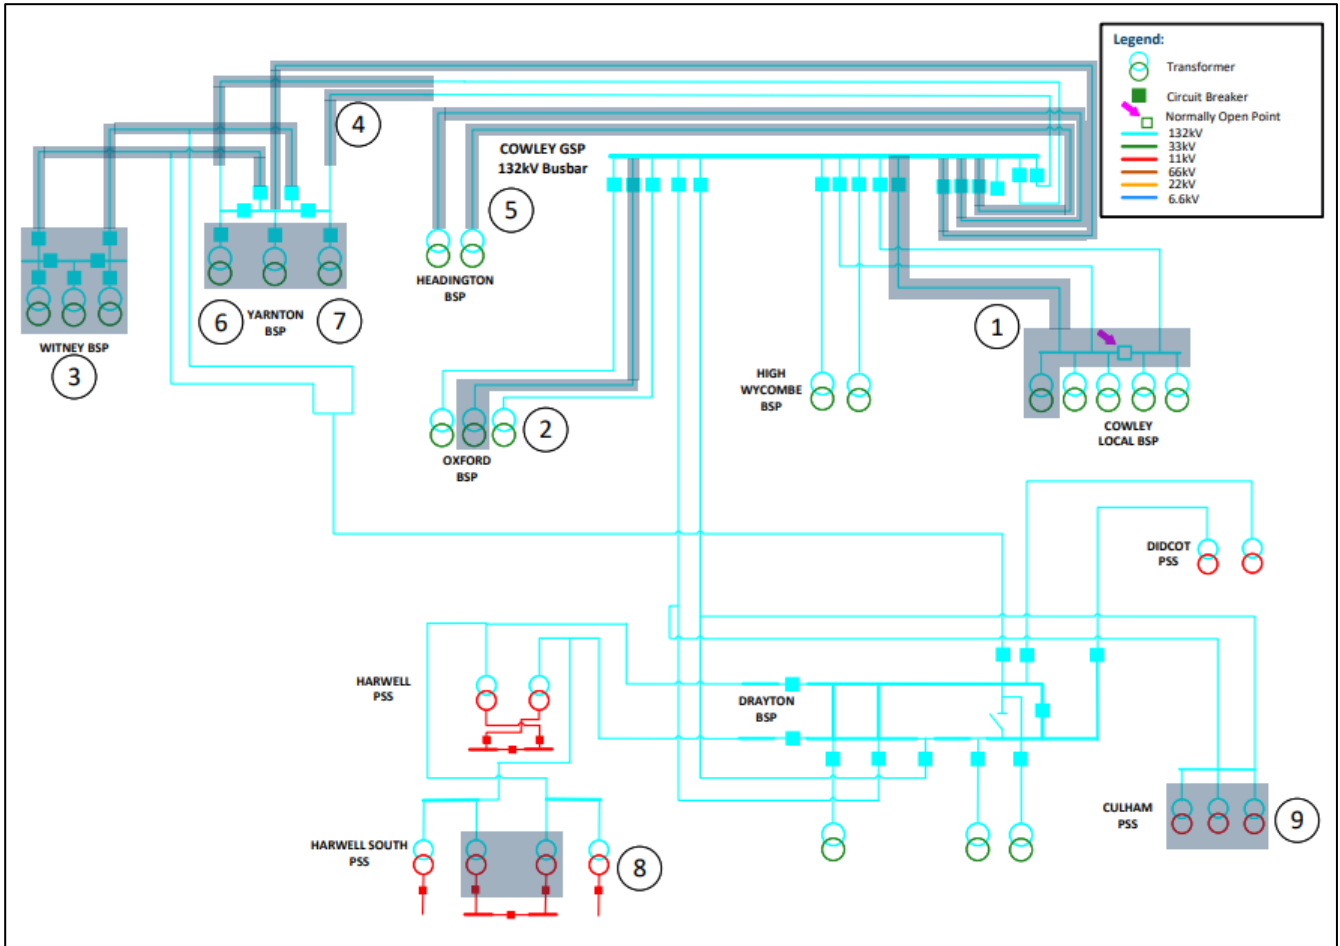 Legend:
Transformer
Circuit Breaker
Normally Open Point
132kV
33kV
11kV
66kV
22kV
6.6kV
4
COWLEY GSP
132kV Busbar
5
HEADINGTON
BSP
6
YARNTON
BSP
7
WITNEY BSP
3
1
HIGH
WYCOMBE
BSP
2
OXFORD
BSP
COWLEY
LOCAL BSP
DIDCOT
PSS
HARWELL
PSS
DRAYTON
BSP
CULHAM
PSS
9
HARWELL SOUTH
PSS
8